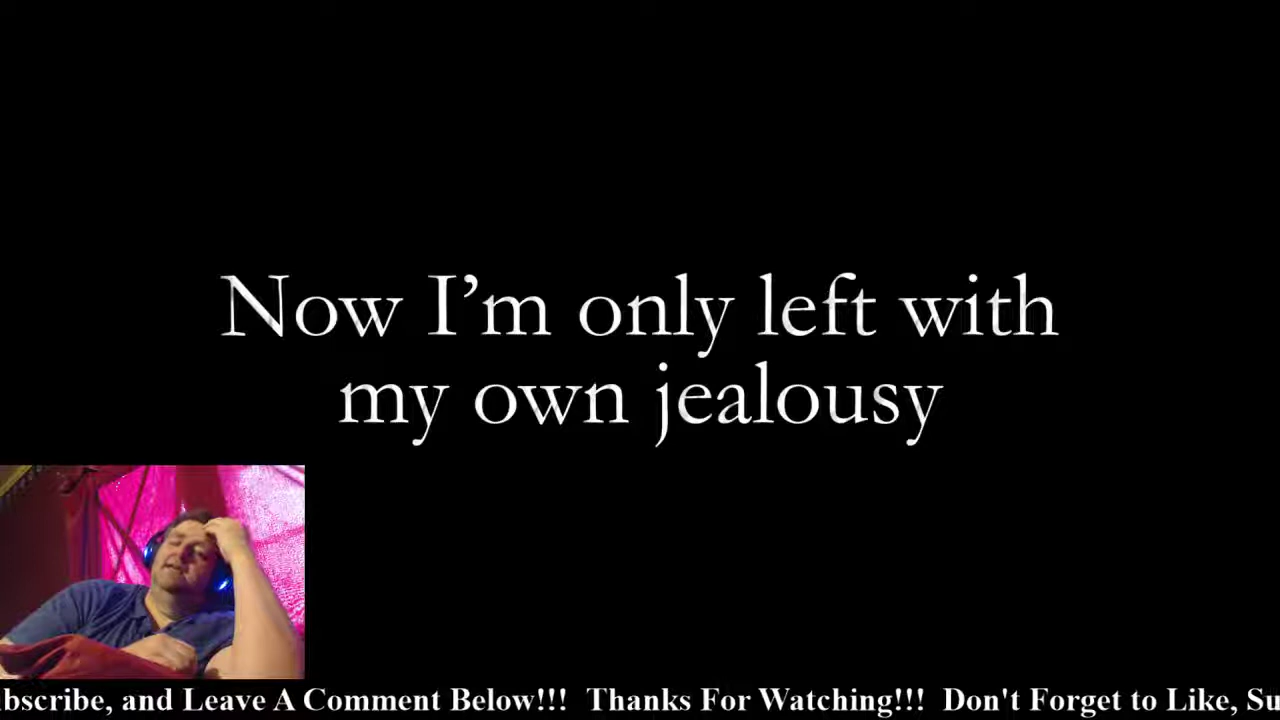 Now I’m only left with
my own jealousy
bscribe, and Leave A Comment Below!!! Thanks For Watching!!! Don't Forget to Like, Su